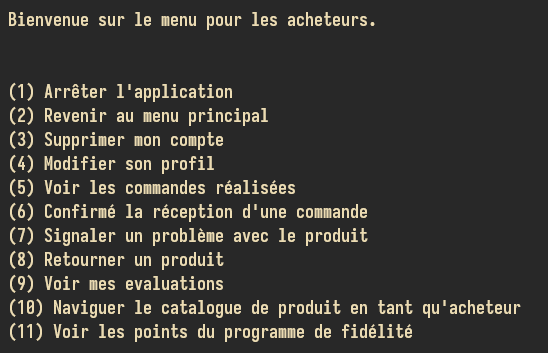 Bienvenue sur le menu pour les acheteurs.
(1) Arrêter l'application
(2) Revenir au menu principal
(3) Supprimer mon compte
(4) Modifier son profil
(5) Voir les commandes réalisées
(6) Confirmé la réception d'une commande
(7) Signaler un problème avec le produit
(8) Retourner un produit
(9) Voir mes evaluations
(10) Naviguer le catalogue de produit en tant qu'acheteur
(11) Voir les points du programme de fidélité